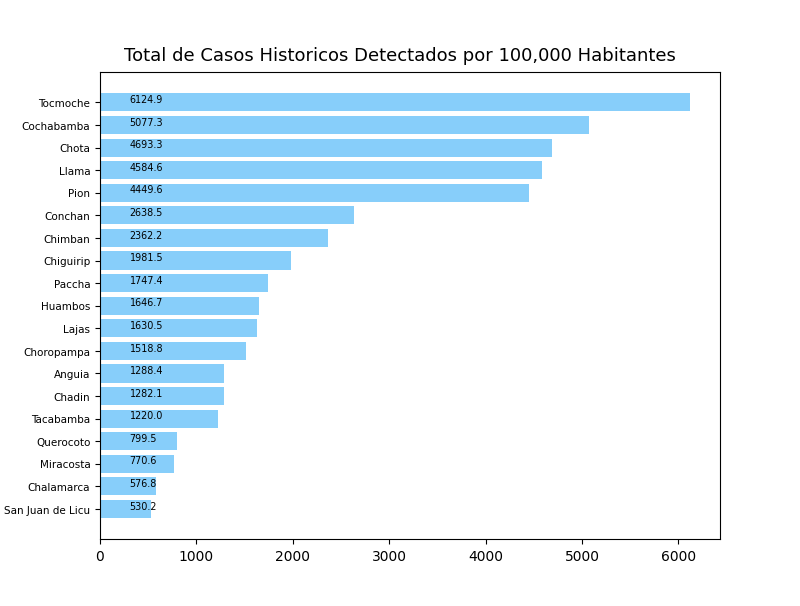 Total de Casos Historicos Detectados por 100,000 Habitantes
Tocmoche 6124.9
Cochabamba 5077.3
Chota 4693.3
Llama 4584.6
Pion 4449.6
Conchan 2638.5
Chimban 2362.2
Chiguirip 1981.5
Paccha 1747.4
Huambos 1646.7
Lajas 1630.5
Choropampa 1518.8
Anguia 1288.4
Chadin 1282.1
Tacabamba 1220.0
Querocoto 799.5
Miracosta 770.6
Chalamarca 576.8
San Juan de Licu 530.2
0 1000 2000 3000 4000 5000 6000